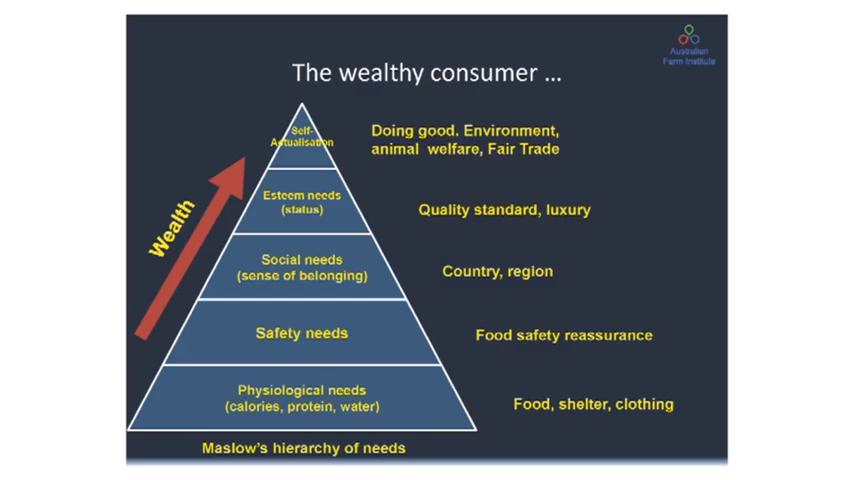 Australian
Farm Institute
The wealthy consumer ...
Self-
Actualisation
Doing good. Environment,
animal welfare, Fair Trade
Wealth
Esteem needs
(status)
Quality standard, luxury
Social needs
(sense of belonging)
Country, region
Safety needs
Food safety reassurance
Physiological needs
(calories, protein, water)
Food, shelter, clothing
Maslow's hierarchy of needs